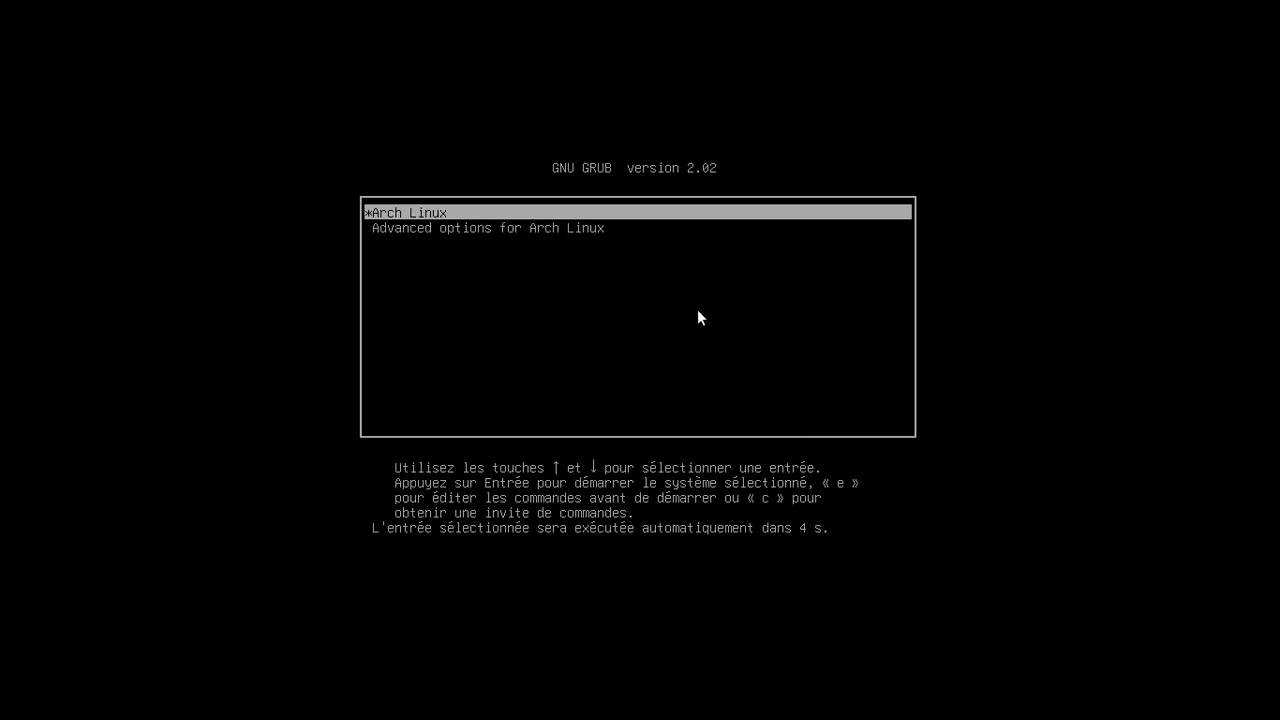 GNU GRUB  version 2.02
*Arch Linux
Advanced options for Arch Linux
Utilisez les touches ↑ et ↓ pour sélectionner une entrée.
Appuyez sur Entrée pour démarrer le système sélectionné, « e »
pour éditer les commandes avant de démarrer ou « c » pour
obtenir une invite de commandes.
L'entrée sélectionnée sera exécutée automatiquement dans 4 s.